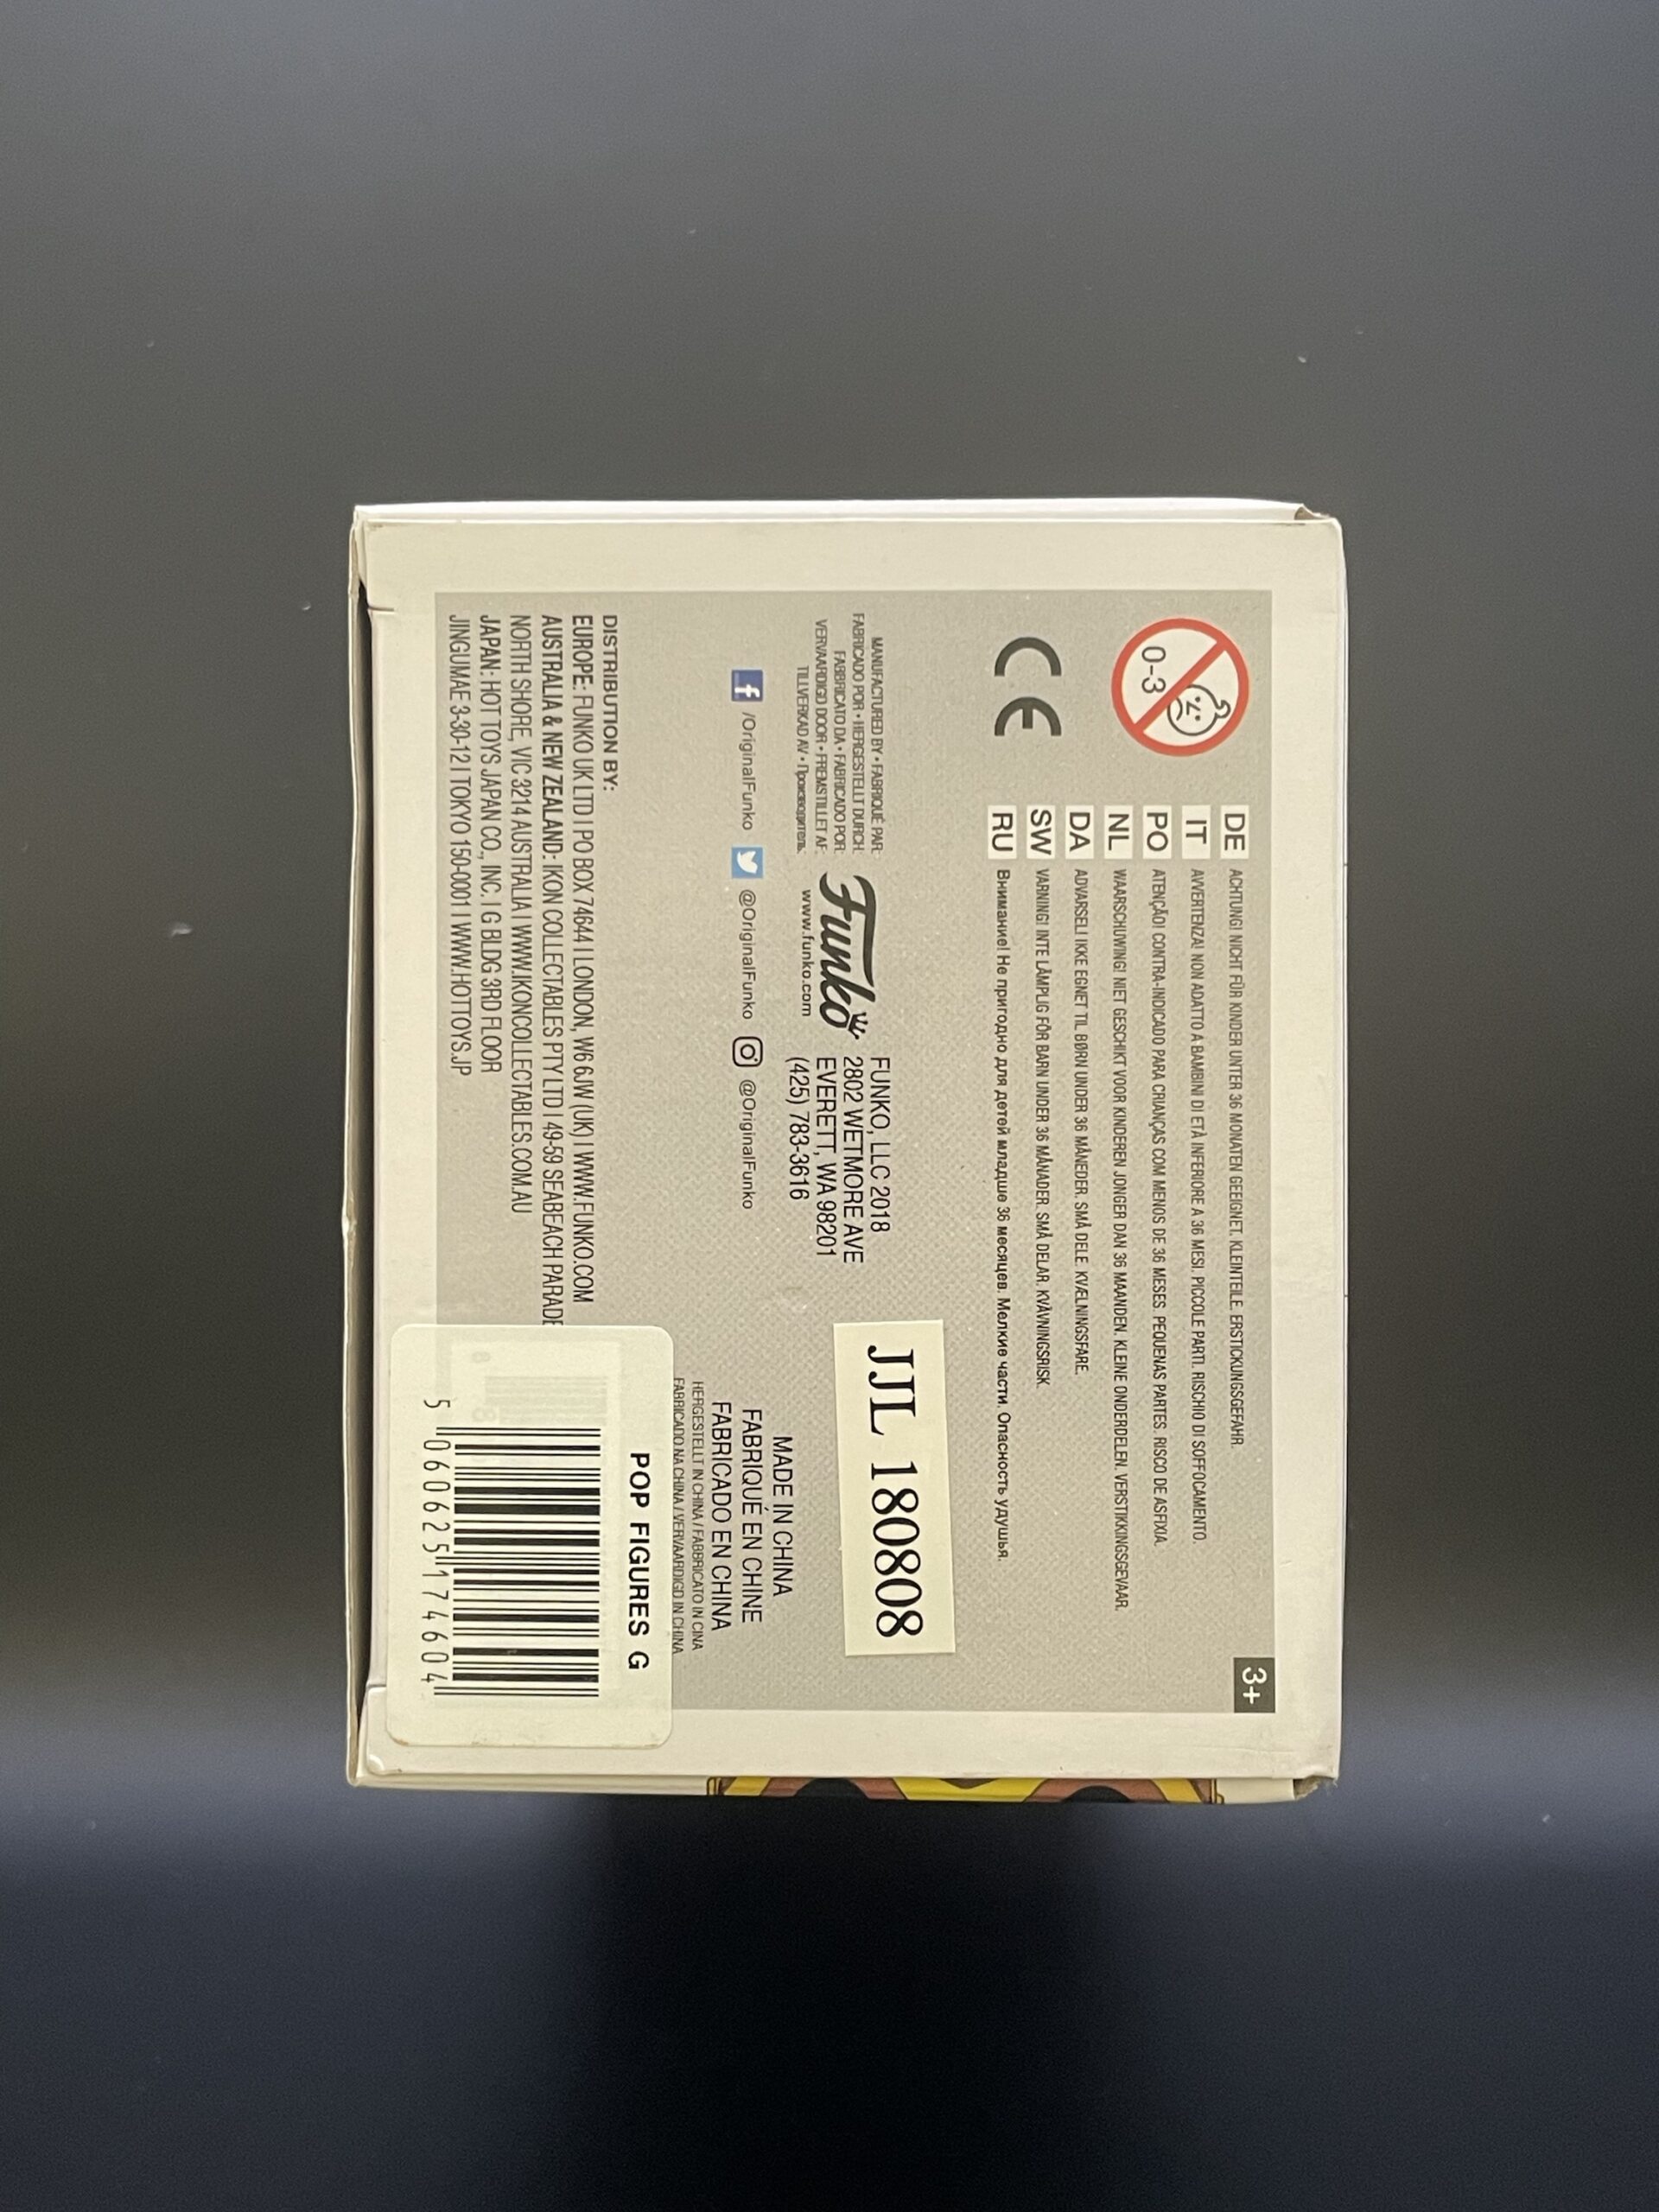 3+
0-3
DE ACHTUNG! NICHT FÜR KINDER UNTER 36 MONATEN GEEIGNET. KLEINTEILE. ERSTICKUNGSGEFAHR.
IT AVVERTENZA! NON ADATTO A BAMBINI DI ETÀ INFERIORE A 36 MESI. PICCOLE PARTI. RISCHIO DI SOFFOCAMENTO.
PO ATENÇÃO! CONTRA-INDICADO PARA CRIANÇAS COM MENOS DE 36 MESES. PEQUENAS PARTES. RISCO DE ASFIXIA.
NL WAARSCHUWING! NIET GESCHIKT VOOR KINDEREN JONGER DAN 36 MAANDEN. KLEINE ONDERDELEN. VERSTIKKINGSGEVAAR.
DA ADVARSEL! IKKE EGNET TIL BØRN UNDER 36 MÅNEDER. SMÅ DELE. KVÆLNINGSFARE.
SW VARNING! INTE LÄMPLIG FÖR BARN UNDER 36 MÅNADER. SMÅ DELAR. KVÄVNINGSRISK.
RU Внимание! Не пригодно для детей младше 36 месяцев. Мелкие части. Опасность удушья.
CE
MANUFACTURED BY • FABRIQUÉ PAR:
FABRICADO POR • HERGESTELLT DURCH:
FABBRICATO DA • FABRICADO POR:
VERVAARDIGD DOOR • FREMSTILLET AF:
TILLVERKAD AV • Производитель:
Funko
www.funko.com
FUNKO, LLC 2018
2802 WETMORE AVE
EVERETT, WA 98201
(425) 783-3616
JJL 180808
/OriginalFunko @OriginalFunko @OriginalFunko
MADE IN CHINA
FABRIQUÉ EN CHINE
FABRICADO EN CHINA
HERGESTELLT IN CHINA / FABBRICATO IN CINA
FABRICADO NA CHINA / VERVAARDIGD IN CHINA
DISTRIBUTION BY:
EUROPE: FUNKO UK LTD | PO BOX 74644 | LONDON, W6 6JW (UK) | WWW.FUNKO.COM
AUSTRALIA & NEW ZEALAND: IKON COLLECTABLES PTY LTD | 49-59 SEABEACH PARADE
NORTH SHORE, VIC 3214 AUSTRALIA | WWW.IKONCOLLECTABLES.COM.AU
JAPAN: HOT TOYS JAPAN CO., INC. | G BLDG 3RD FLOOR
JINGUMAE 3-30-12 | TOKYO 150-0001 | WWW.HOTTOYS.JP
POP FIGURES G
5 060625 174604